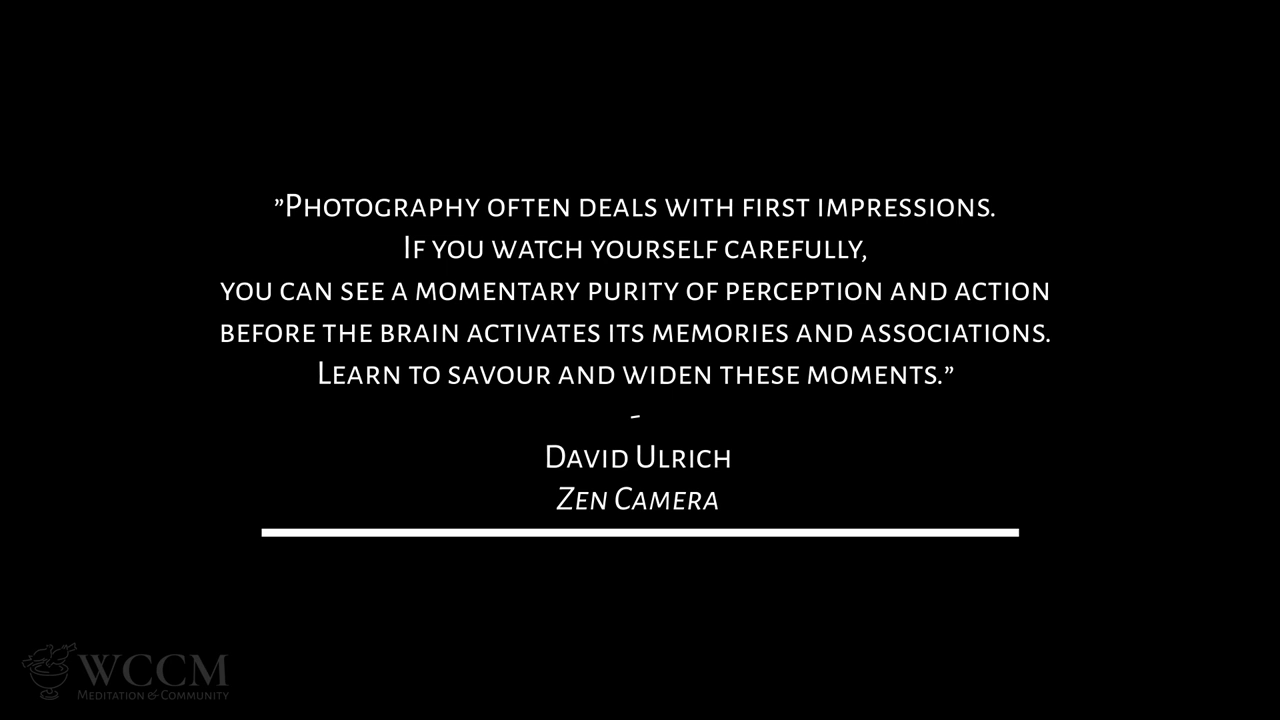 ”Photography often deals with first impressions.
If you watch yourself carefully,
you can see a momentary purity of perception and action
before the brain activates its memories and associations.
Learn to savour and widen these moments.”
-
David Ulrich
Zen Camera
WCCM
Meditation & Community